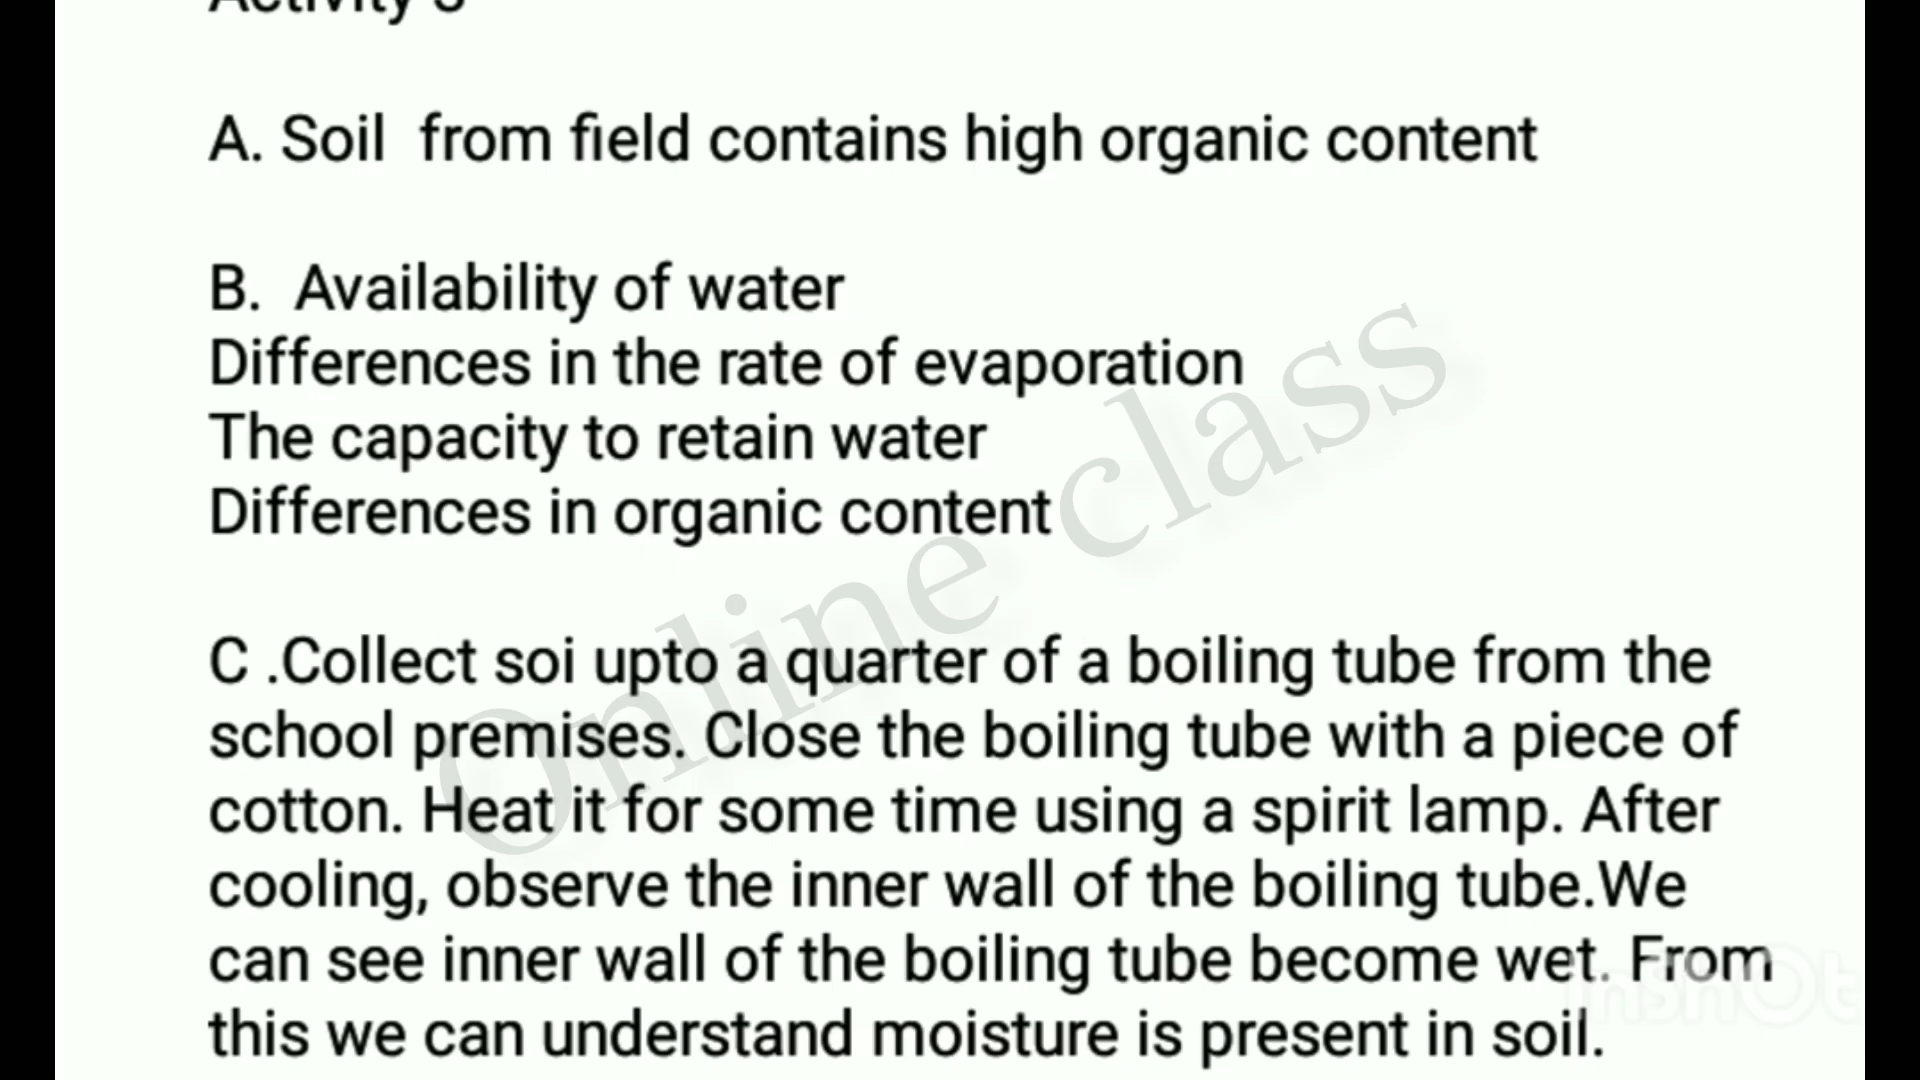 Activity
A. Soil from field contains high organic content
B. Availability of water
Differences in the rate of evaporation
The capacity to retain water
Differences in organic content
C .Collect soi upto a quarter of a boiling tube from the
school premises. Close the boiling tube with a piece of
cotton. Heat it for some time using a spirit lamp. After
cooling, observe the inner wall of the boiling tube.We
can see inner wall of the boiling tube become wet. From
this we can understand moisture is present in soil.
Online class
InShOt